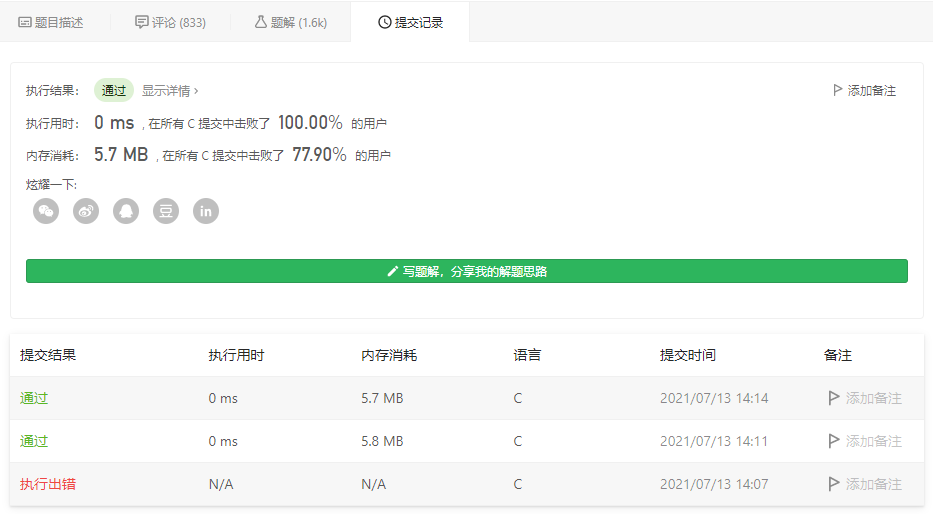 题目描述 评论 (833) 题解 (1.6k) 提交记录
执行结果： 通过 显示详情 › 添加备注
执行用时： 0 ms , 在所有 C 提交中击败了 100.00% 的用户
内存消耗： 5.7 MB , 在所有 C 提交中击败了 77.90% 的用户
炫耀一下:
豆 in
写题解，分享我的解题思路
提交结果 执行用时 内存消耗 语言 提交时间 备注
通过 0 ms 5.7 MB C 2021/07/13 14:14 添加备注
通过 0 ms 5.8 MB C 2021/07/13 14:11 添加备注
执行出错 N/A N/A C 2021/07/13 14:07 添加备注